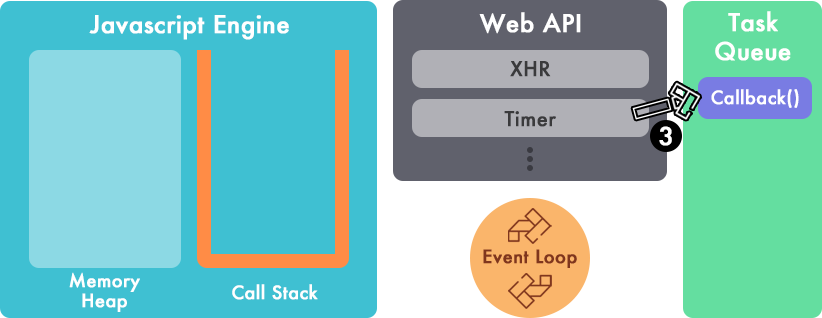 Javascript Engine
Memory
Heap
Call Stack
Web API
XHR
Timer
3
Event Loop
Task
Queue
Callback()